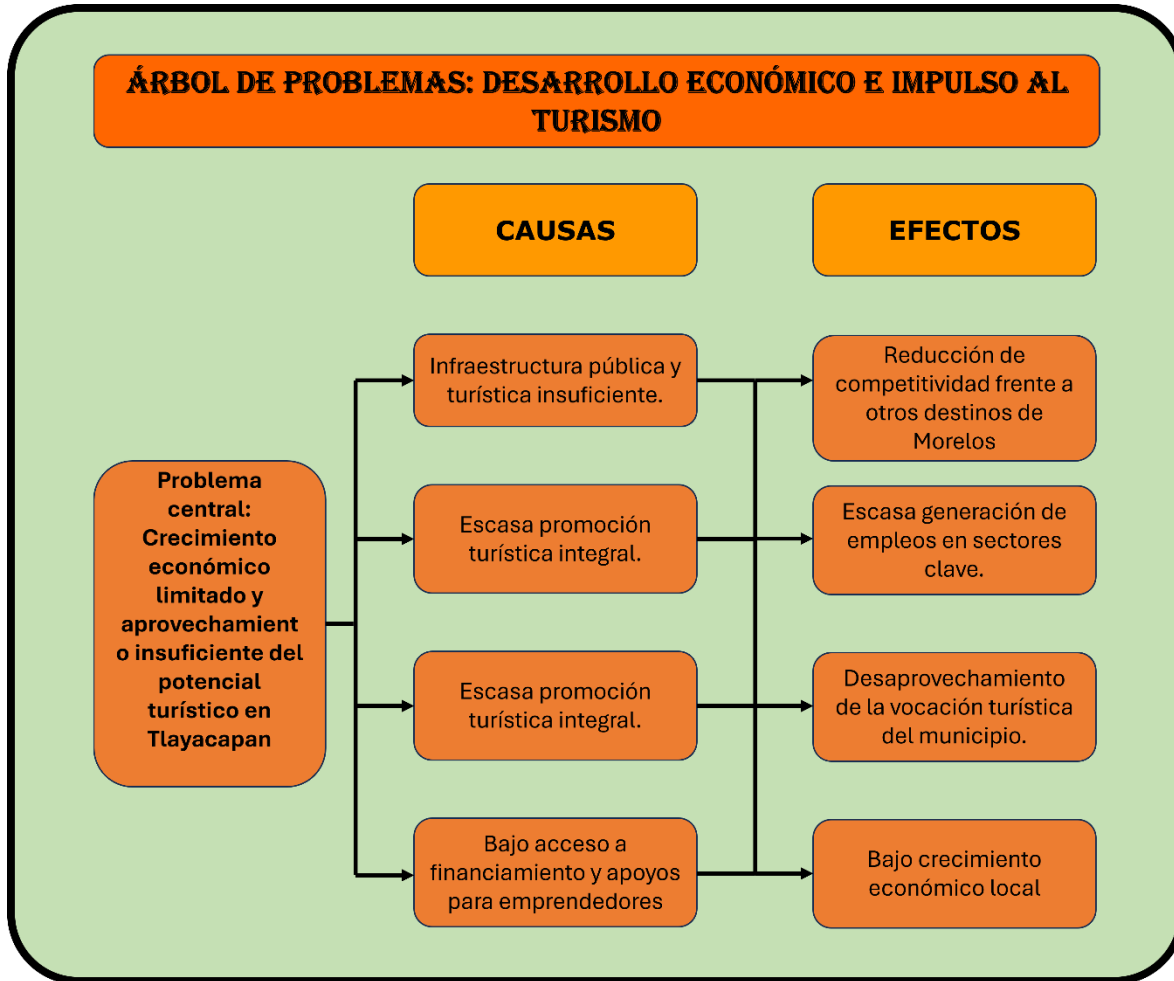 ÁRBOL DE PROBLEMAS: DESARROLLO ECONÓMICO E IMPULSO AL
TURISMO
CAUSAS
EFECTOS
Problema
central:
Crecimiento
económico
limitado y
aprovechamient
o insuficiente del
potencial
turístico en
Tlayacapan
Infraestructura pública y
turística insuficiente.
Reducción de
competitividad frente a
otros destinos de
Morelos
Escasa promoción
turística integral.
Escasa generación de
empleos en sectores
clave.
Escasa promoción
turística integral.
Desaprovechamiento
de la vocación turística
del municipio.
Bajo acceso a
financiamiento y apoyos
para emprendedores
Bajo crecimiento
económico local